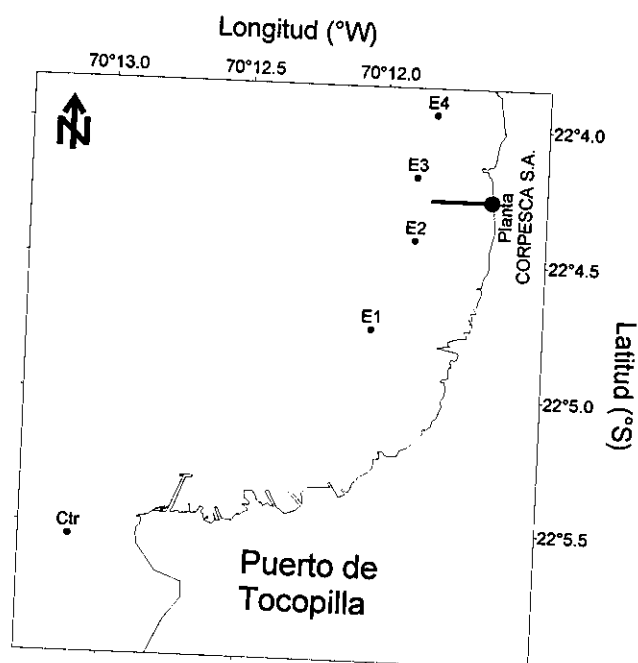 Longitud (°W)
70°13.0 70°12.5 70°12.0
N
E4
22°4.0
E3
Planta
CORPESCA S.A.
E2
22°4.5
E1
Latitud (°S)
22°5.0
Ctr
22°5.5
Puerto de
Tocopilla